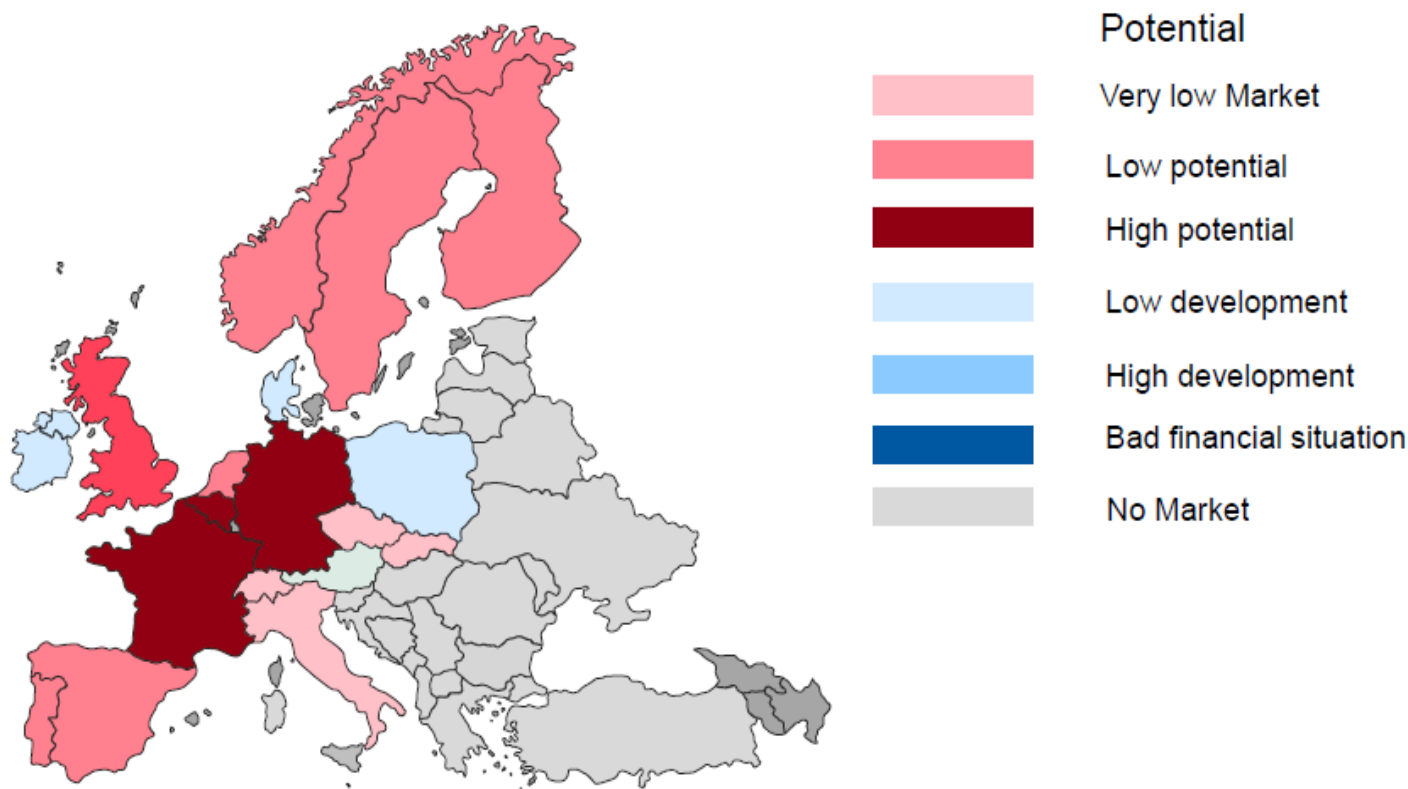 Potential
Very low Market
Low potential
High potential
Low development
High development
Bad financial situation
No Market